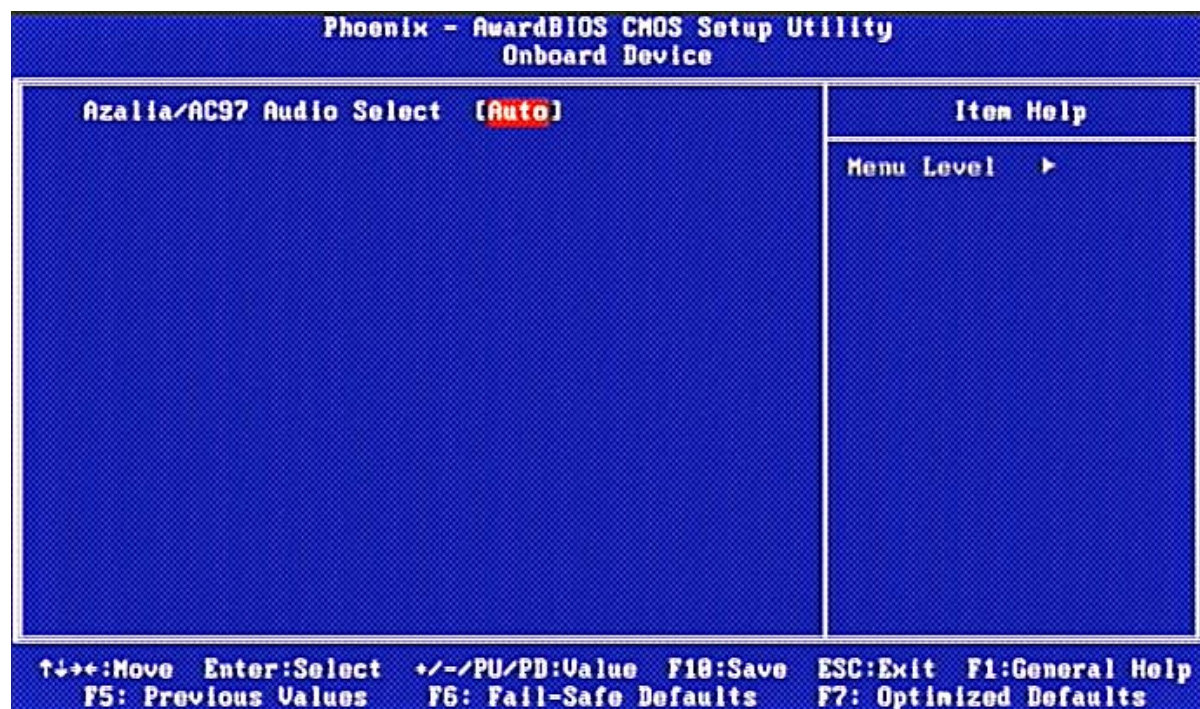 Phoenix - AwardBIOS CMOS Setup Utility
Onboard Device
Azalia/AC97 Audio Select [Auto]
Item Help
Menu Level ▶
↑↓→←:Move Enter:Select +/-/PU/PD:Value F10:Save ESC:Exit F1:General Help
F5: Previous Values F6: Fail-Safe Defaults F7: Optimized Defaults